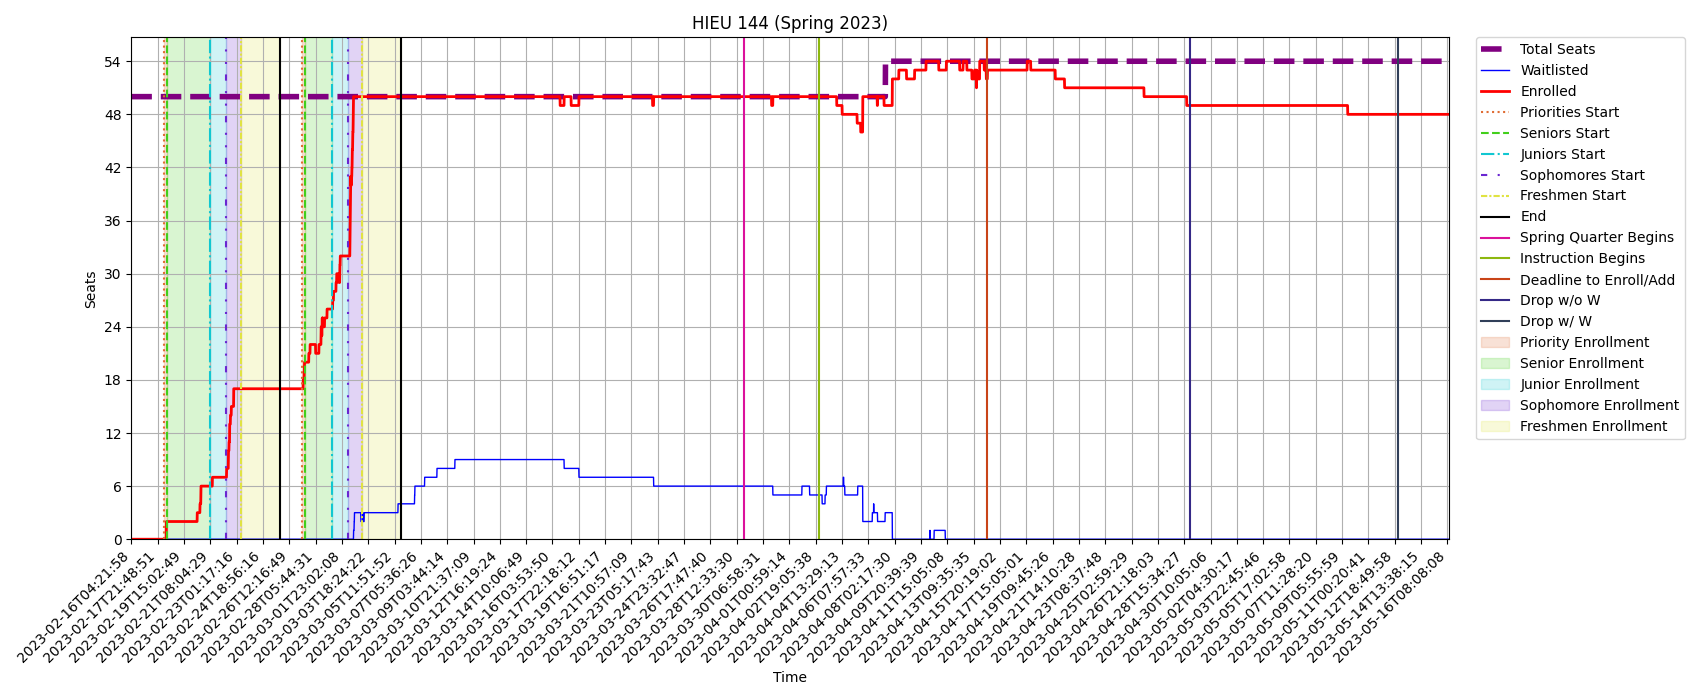 HIEU 144 (Spring 2023)
Seats
54
48
42
36
30
24
18
12
6
0
2023-02-16T04:21:58
2023-02-17T21:48:51
2023-02-19T15:02:49
2023-02-21T08:04:29
2023-02-23T01:17:16
2023-02-24T18:56:16
2023-02-26T12:16:49
2023-02-28T05:44:31
2023-03-01T23:02:08
2023-03-03T18:24:22
2023-03-05T11:51:52
2023-03-07T05:36:26
2023-03-09T03:44:14
2023-03-10T21:37:09
2023-03-12T16:19:24
2023-03-14T10:06:49
2023-03-16T03:53:50
2023-03-17T22:18:12
2023-03-19T16:51:17
2023-03-21T10:57:09
2023-03-23T05:17:43
2023-03-24T23:32:47
2023-03-26T17:47:40
2023-03-28T12:33:30
2023-03-30T06:58:31
2023-04-01T00:59:14
2023-04-02T19:05:38
2023-04-04T13:29:13
2023-04-06T07:57:33
2023-04-08T02:17:30
2023-04-09T20:39:39
2023-04-11T15:05:08
2023-04-13T09:35:35
2023-04-15T20:19:02
2023-04-17T15:05:01
2023-04-19T09:45:26
2023-04-21T14:10:28
2023-04-23T08:37:48
2023-04-25T02:59:29
2023-04-26T21:18:03
2023-04-28T15:34:27
2023-04-30T10:05:06
2023-05-02T04:30:17
2023-05-03T22:45:46
2023-05-05T17:02:58
2023-05-07T11:28:20
2023-05-09T05:55:59
2023-05-11T00:20:41
2023-05-12T18:49:58
2023-05-14T13:38:15
2023-05-16T08:08:08
Time
Total Seats
Waitlisted
Enrolled
Priorities Start
Seniors Start
Juniors Start
Sophomores Start
Freshmen Start
End
Spring Quarter Begins
Instruction Begins
Deadline to Enroll/Add
Drop w/o W
Drop w/ W
Priority Enrollment
Senior Enrollment
Junior Enrollment
Sophomore Enrollment
Freshmen Enrollment